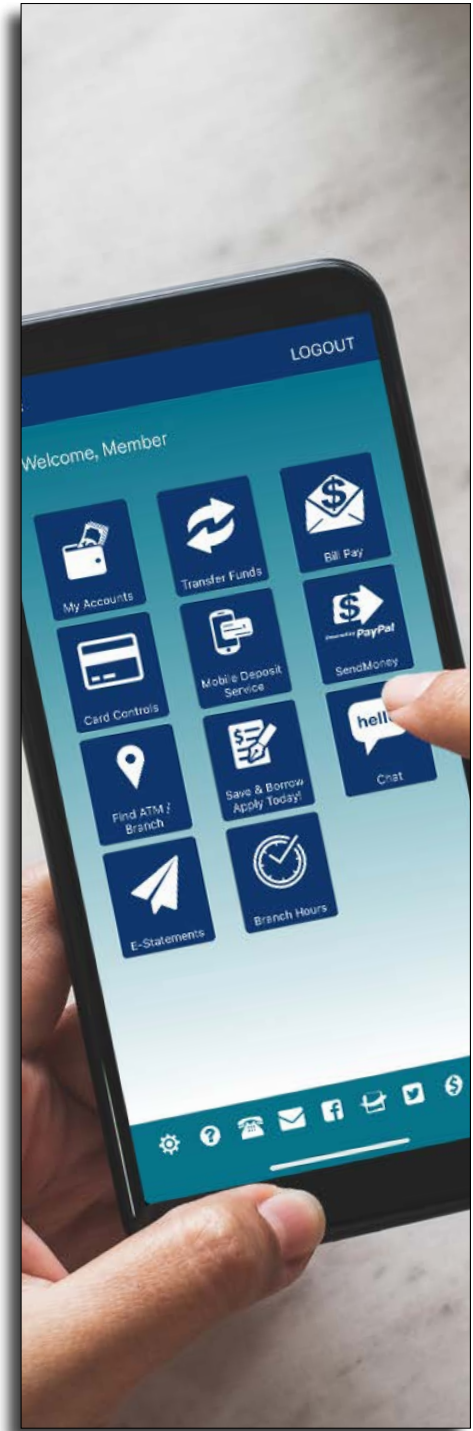 LOGOUT
Welcome, Member
My Accounts
Transfer Funds
$
Bill Pay
Card Controls
Mobile Deposit
Service
$
PayPal
SendMoney
Find ATM /
Branch
$
Save & Borrow
Apply Today!
hell
Chat
E-Statements
Branch Hours
?
f
$